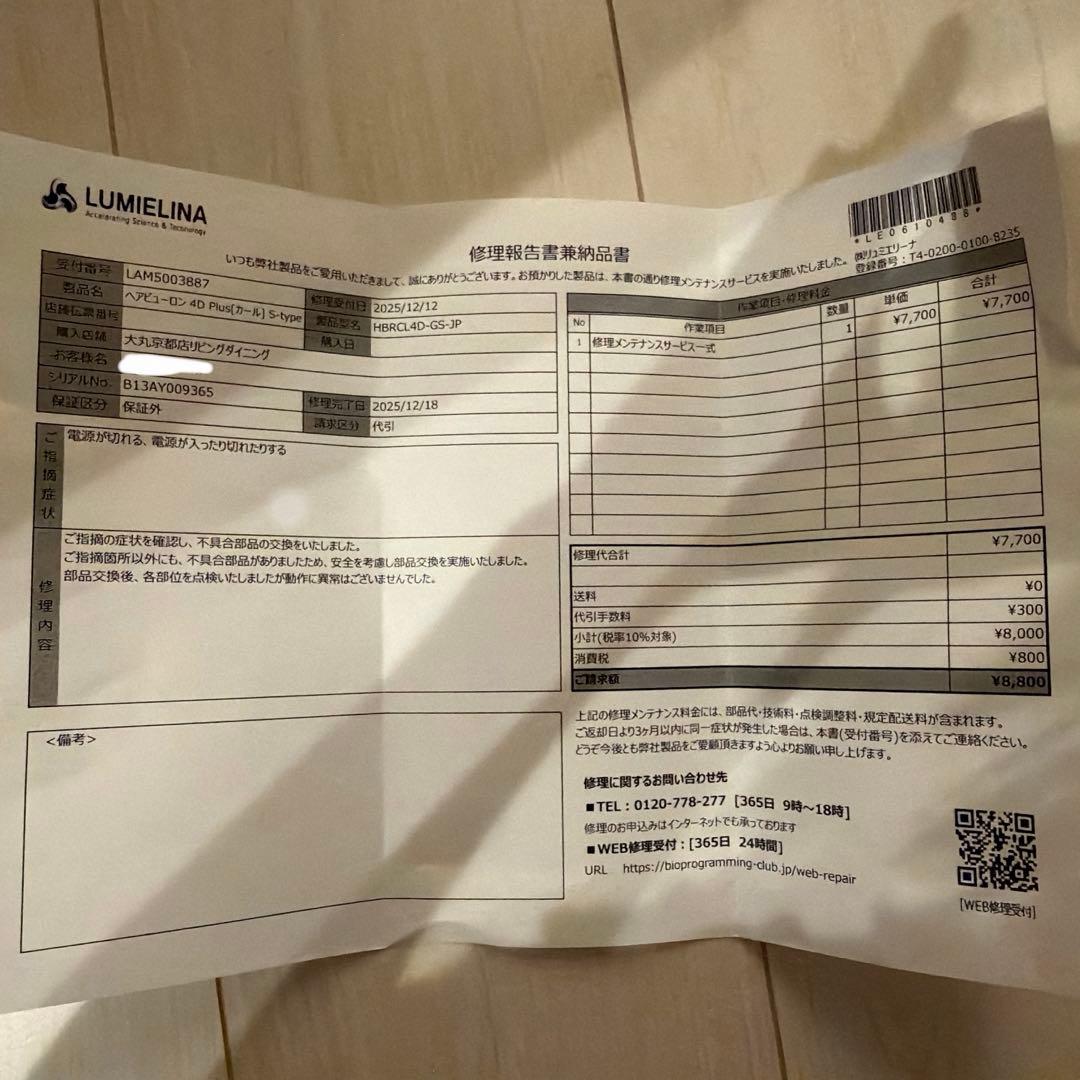 LUMIELINA
Accelerating Science & Technology
*LE0610488*
修理報告書兼納品書
いつも弊社製品をご愛用いただきまして、誠にありがとうございます。お預かりした製品は、本書の通り修理メンテナンスサービスを実施いたしました。
㈱リュミエリーナ
登録番号：T4-0200-0100-8235
受付番号 LAM5003887
製品名 ヘアビューロン 4D Plus[カール] S-type 修理受付日 2025/12/12
店舗伝票番号 製品型名 HBRCL4D-GS-JP
購入店舗 大丸京都店リビングダイニング 購入日
お客様名
シリアルNo. B13AY009365 修理完了日 2025/12/18
保証区分 保証外 請求区分 代引
ご指摘症状
電源が切れる、電源が入ったり切れたりする
修理内容
ご指摘の症状を確認し、不具合部品の交換をいたしました。
ご指摘箇所以外にも、不具合部品がありましたため、安全を考慮し部品交換を実施いたしました。
部品交換後、各部位を点検いたしましたが動作に異常はございませんでした。
<備考>
作業項目・修理料金
No 作業項目 数量 単価 合計
1 修理メンテナンスサービス一式 1 ¥7,700 ¥7,700
修理代合計 ¥7,700
送料 ¥0
代引手数料 ¥300
小計(税率10%対象) ¥8,000
消費税 ¥800
ご請求額 ¥8,800
上記の修理メンテナンス料金には、部品代・技術料・点検調整料・規定配送料が含まれます。
ご返却日より3ヶ月以内に同一症状が発生した場合は、本書(受付番号)を添えてご連絡ください。
どうぞ今後とも弊社製品をご愛顧頂きますよう心よりお願い申し上げます。
修理に関するお問い合わせ先
■TEL：0120-778-277 [365日 9時～18時]
修理のお申込みはインターネットでも承っております
■WEB修理受付：[365日 24時間]
URL https://bioprogramming-club.jp/web-repair
[WEB修理受付]